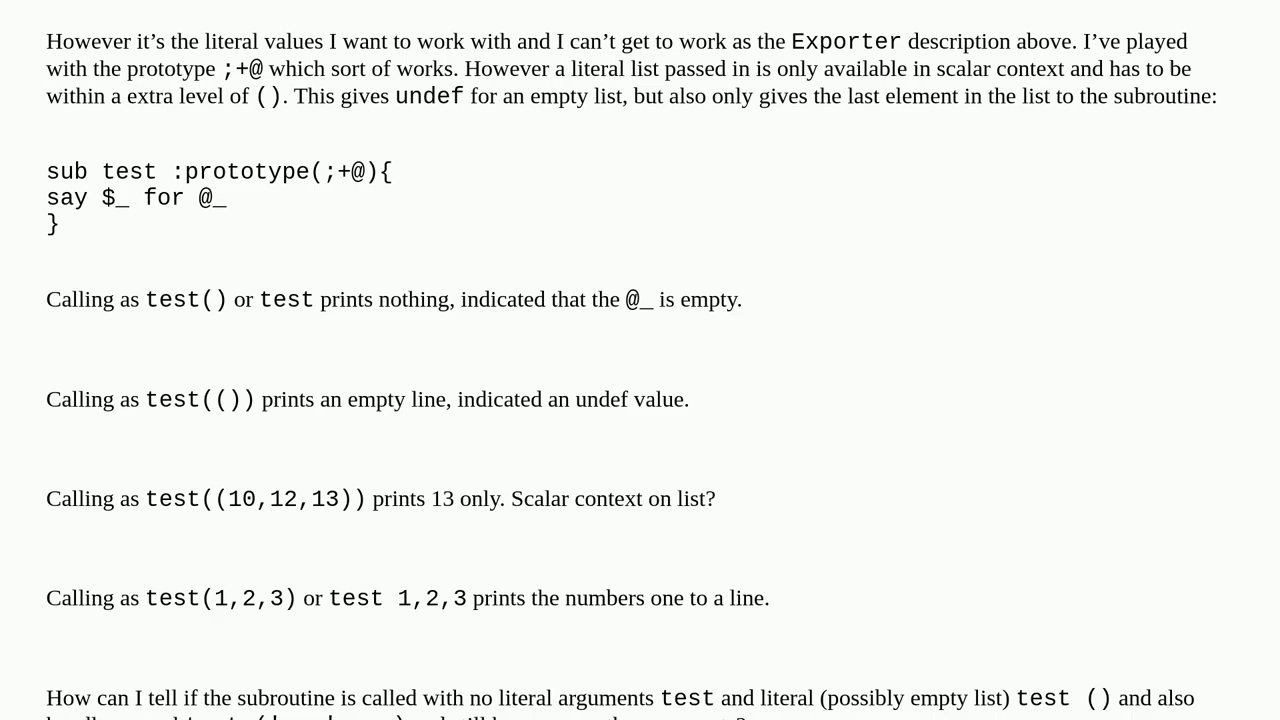 However it’s the literal values I want to work with and I can’t get to work as the Exporter description above. I’ve played
with the prototype ;+@ which sort of works. However a literal list passed in is only available in scalar context and has to be
within a extra level of (). This gives undef for an empty list, but also only gives the last element in the list to the subroutine:
sub test :prototype(;+@){
say $_ for @_
}
Calling as test() or test prints nothing, indicated that the @_ is empty.
Calling as test(()) prints an empty line, indicated an undef value.
Calling as test((10,12,13)) prints 13 only. Scalar context on list?
Calling as test(1,2,3) or test 1,2,3 prints the numbers one to a line.
How can I tell if the subroutine is called with no literal arguments test and literal (possibly empty list) test () and also